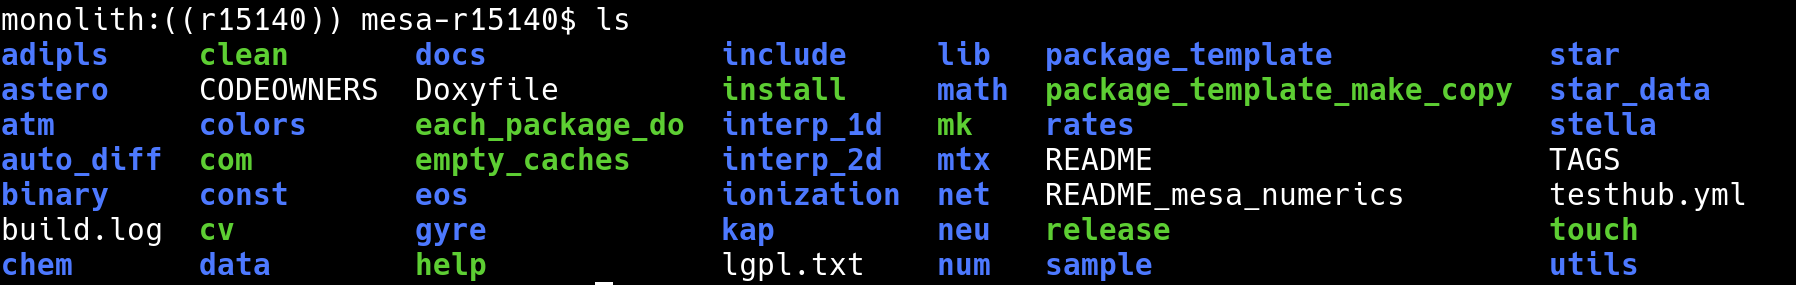 monolith:((r15140)) mesa-r15140$ ls
adipls clean docs include lib package_template star
astero CODEOWNERS Doxyfile install math package_template_make_copy star_data
atm colors each_package_do interp_1d mk rates stella
auto_diff com empty_caches interp_2d mtx README TAGS
binary const eos ionization net README_mesa_numerics testhub.yml
build.log cv gyre kap neu release touch
chem data help lgpl.txt num sample utils